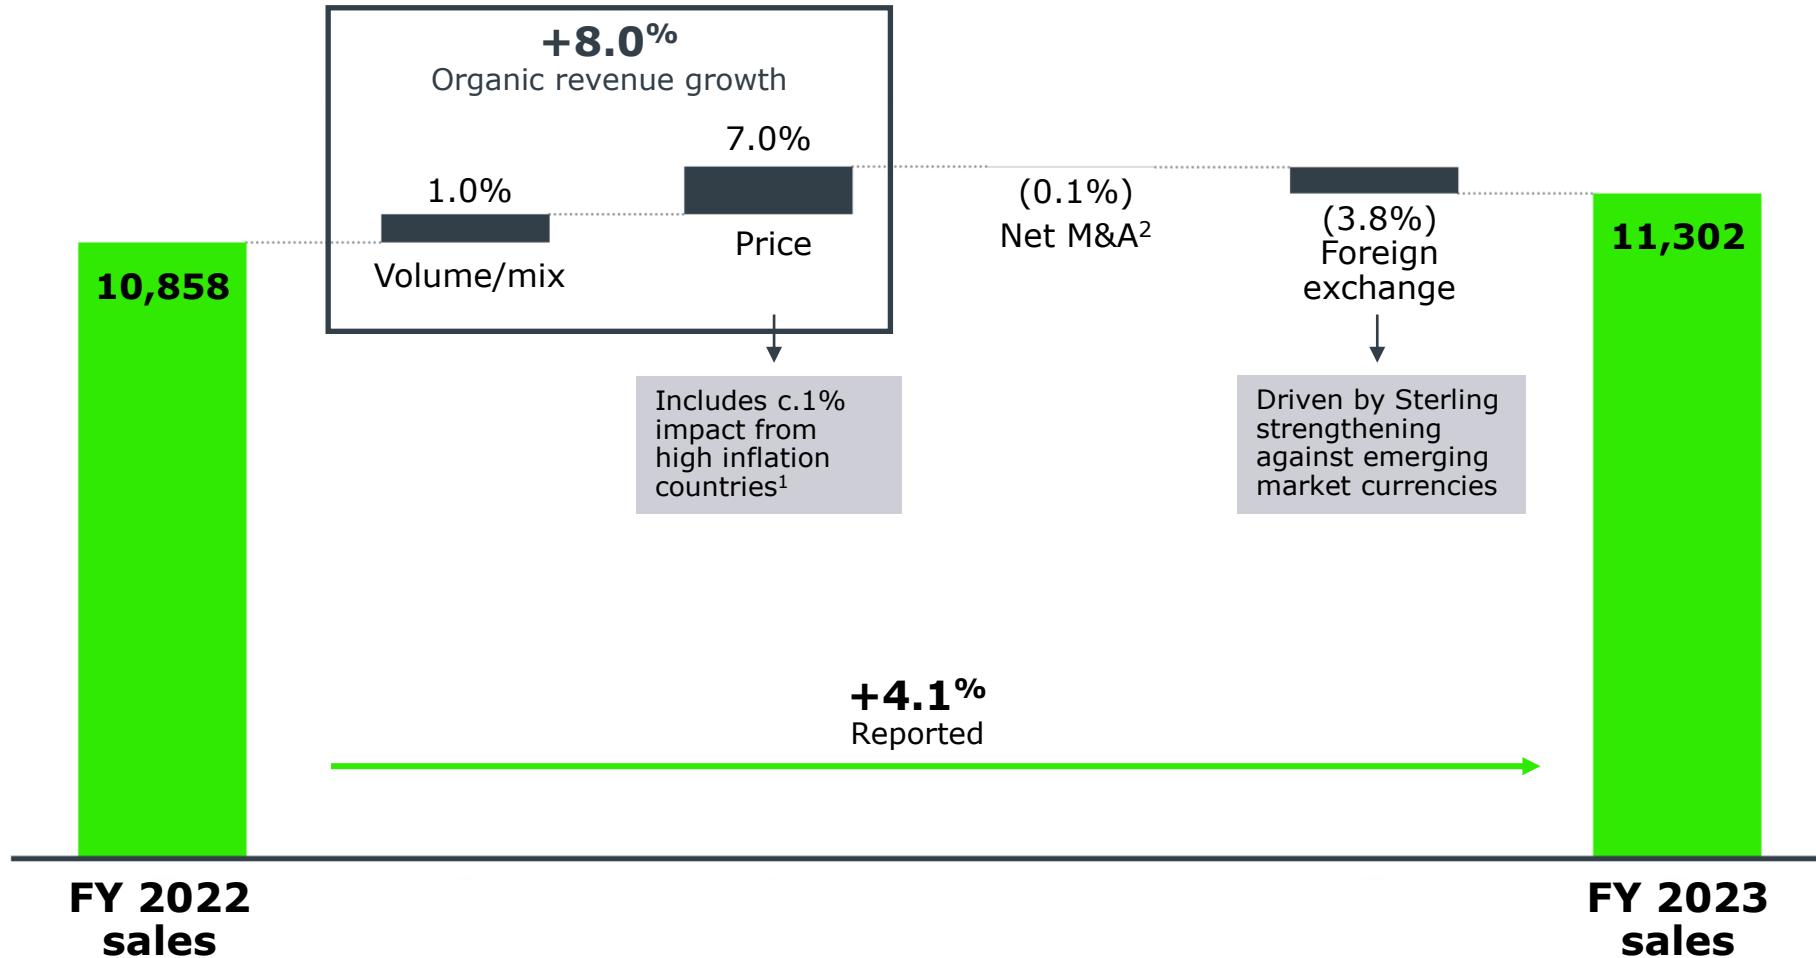 +8.0%
Organic revenue growth
1.0%
Volume/mix
7.0%
Price
(0.1%)
Net M&A²
(3.8%)
Foreign
exchange
10,858
11,302
Includes c.1%
impact from
high inflation
countries¹
Driven by Sterling
strengthening
against emerging
market currencies
+4.1%
Reported
FY 2022
sales
FY 2023
sales